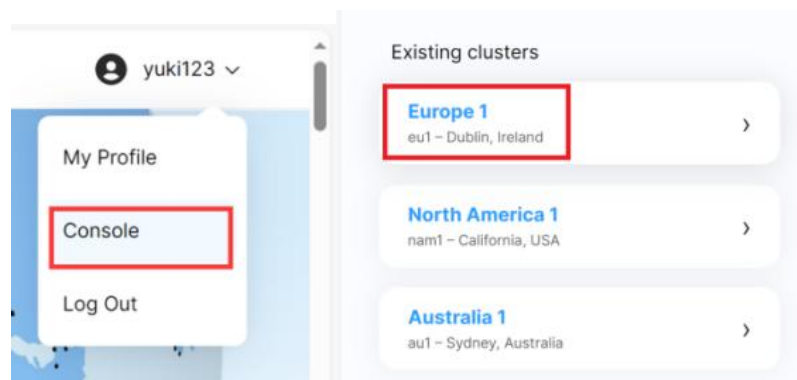 yuki123
My Profile
Console
Log Out
Existing clusters
Europe 1
eu1 – Dublin, Ireland
North America 1
nam1 – California, USA
Australia 1
au1 – Sydney, Australia